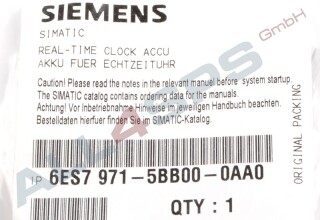 SIEMENS
SIMATIC
REAL-TIME CLOCK ACCU
AKKU FUER ECHTZEITUHR
Caution! Please read the notes in the relevant manual before system startup.
The SIMATIC catalog contains ordering data for the manuals.
Achtung! Vor Inbetriebnahme Hinweise im jeweiligen Handbuch beachten.
Bestelldaten hierfuer finden Sie im SIMATIC-Katalog.
1P 6ES7 971-5BB00-0AA0
QTY : 1
ORIGINAL PACKING
ALL4SPS GmbH